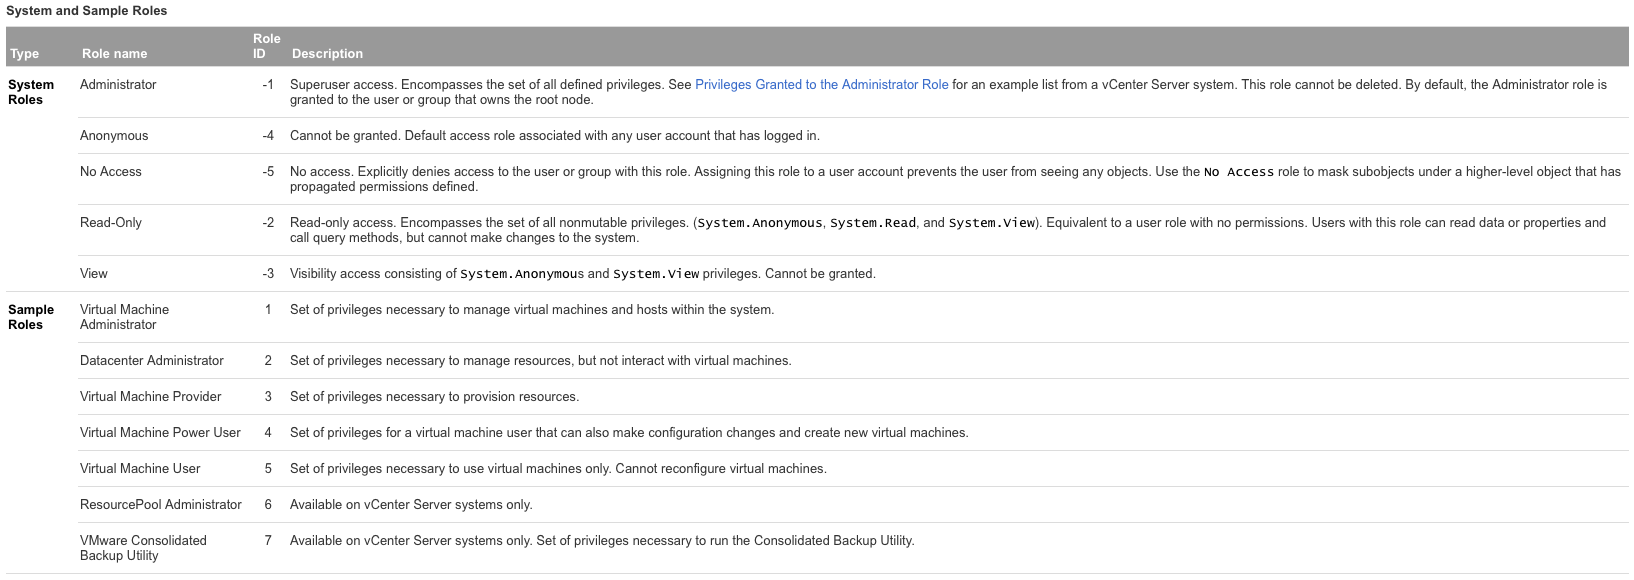 System and Sample Roles
Type Role name Role ID Description
System Roles Administrator -1 Superuser access. Encompasses the set of all defined privileges. See Privileges Granted to the Administrator Role for an example list from a vCenter Server system. This role cannot be deleted. By default, the Administrator role is
granted to the user or group that owns the root node.
Anonymous -4 Cannot be granted. Default access role associated with any user account that has logged in.
No Access -5 No access. Explicitly denies access to the user or group with this role. Assigning this role to a user account prevents the user from seeing any objects. Use the No Access role to mask subobjects under a higher-level object that has
propagated permissions defined.
Read-Only -2 Read-only access. Encompasses the set of all nonmutable privileges. (System.Anonymous, System.Read, and System.View). Equivalent to a user role with no permissions. Users with this role can read data or properties and
call query methods, but cannot make changes to the system.
View -3 Visibility access consisting of System.Anonymous and System.View privileges. Cannot be granted.
Sample Roles Virtual Machine Administrator 1 Set of privileges necessary to manage virtual machines and hosts within the system.
Datacenter Administrator 2 Set of privileges necessary to manage resources, but not interact with virtual machines.
Virtual Machine Provider 3 Set of privileges necessary to provision resources.
Virtual Machine Power User 4 Set of privileges for a virtual machine user that can also make configuration changes and create new virtual machines.
Virtual Machine User 5 Set of privileges necessary to use virtual machines only. Cannot reconfigure virtual machines.
ResourcePool Administrator 6 Available on vCenter Server systems only.
VMware Consolidated Backup Utility 7 Available on vCenter Server systems only. Set of privileges necessary to run the Consolidated Backup Utility.